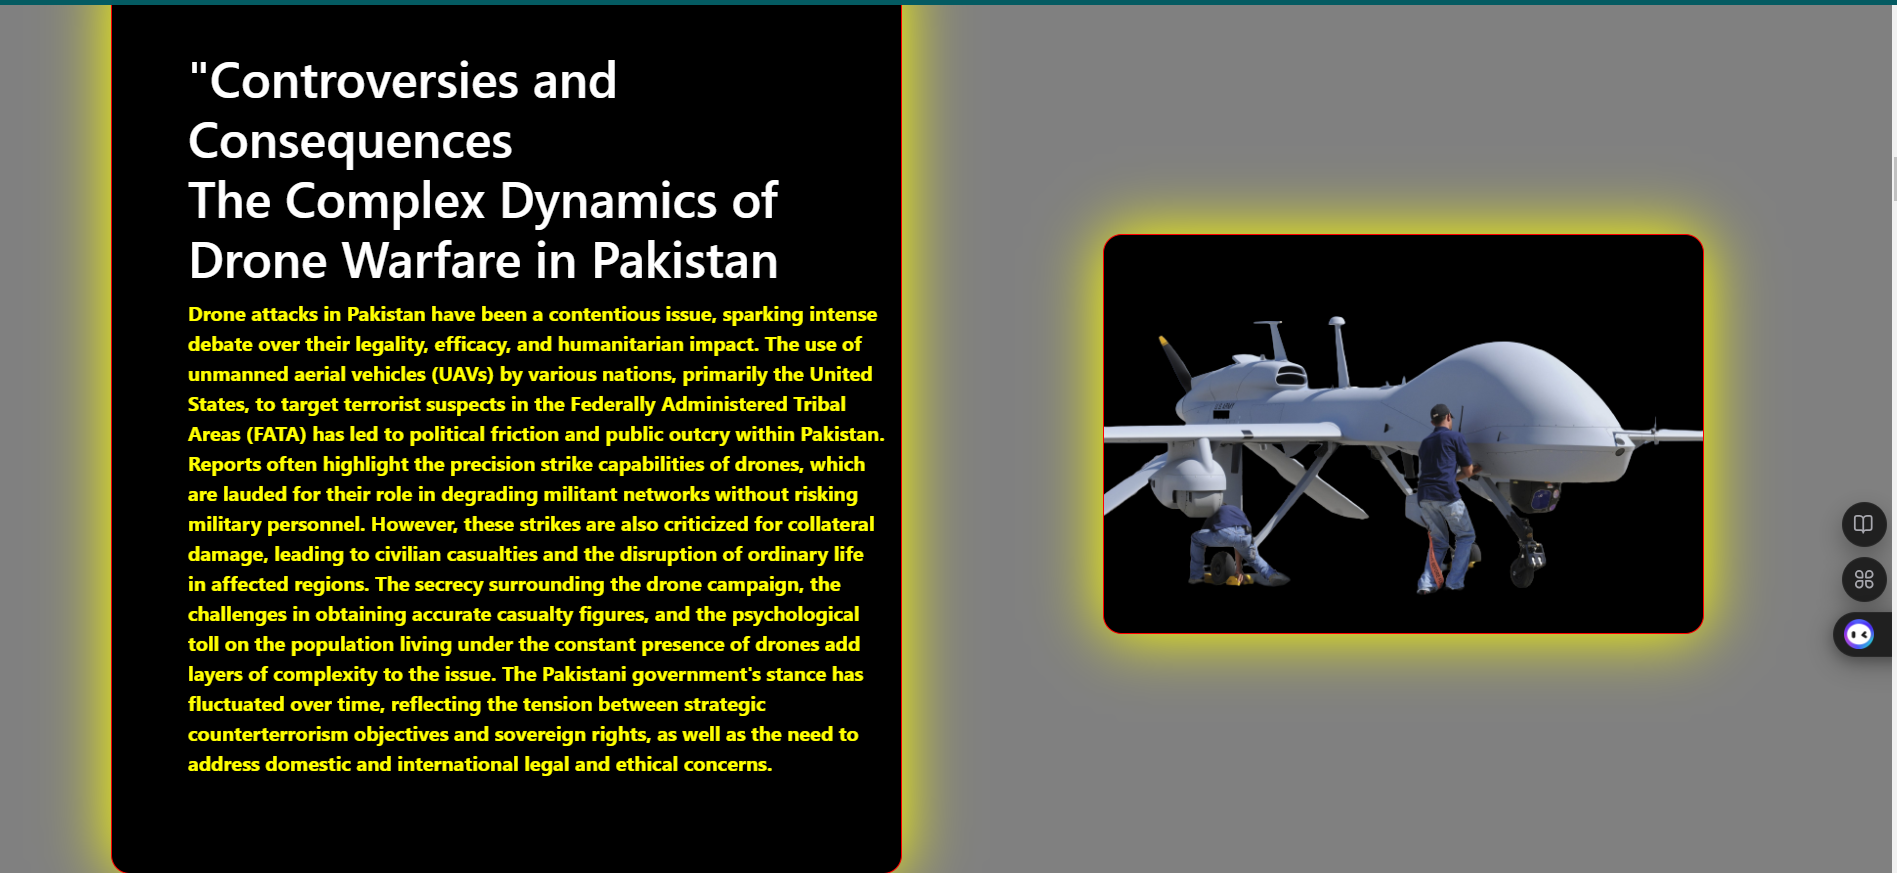 "Controversies and
Consequences
The Complex Dynamics of
Drone Warfare in Pakistan
Drone attacks in Pakistan have been a contentious issue, sparking intense
debate over their legality, efficacy, and humanitarian impact. The use of
unmanned aerial vehicles (UAVs) by various nations, primarily the United
States, to target terrorist suspects in the Federally Administered Tribal
Areas (FATA) has led to political friction and public outcry within Pakistan.
Reports often highlight the precision strike capabilities of drones, which
are lauded for their role in degrading militant networks without risking
military personnel. However, these strikes are also criticized for collateral
damage, leading to civilian casualties and the disruption of ordinary life
in affected regions. The secrecy surrounding the drone campaign, the
challenges in obtaining accurate casualty figures, and the psychological
toll on the population living under the constant presence of drones add
layers of complexity to the issue. The Pakistani government's stance has
fluctuated over time, reflecting the tension between strategic
counterterrorism objectives and sovereign rights, as well as the need to
address domestic and international legal and ethical concerns.